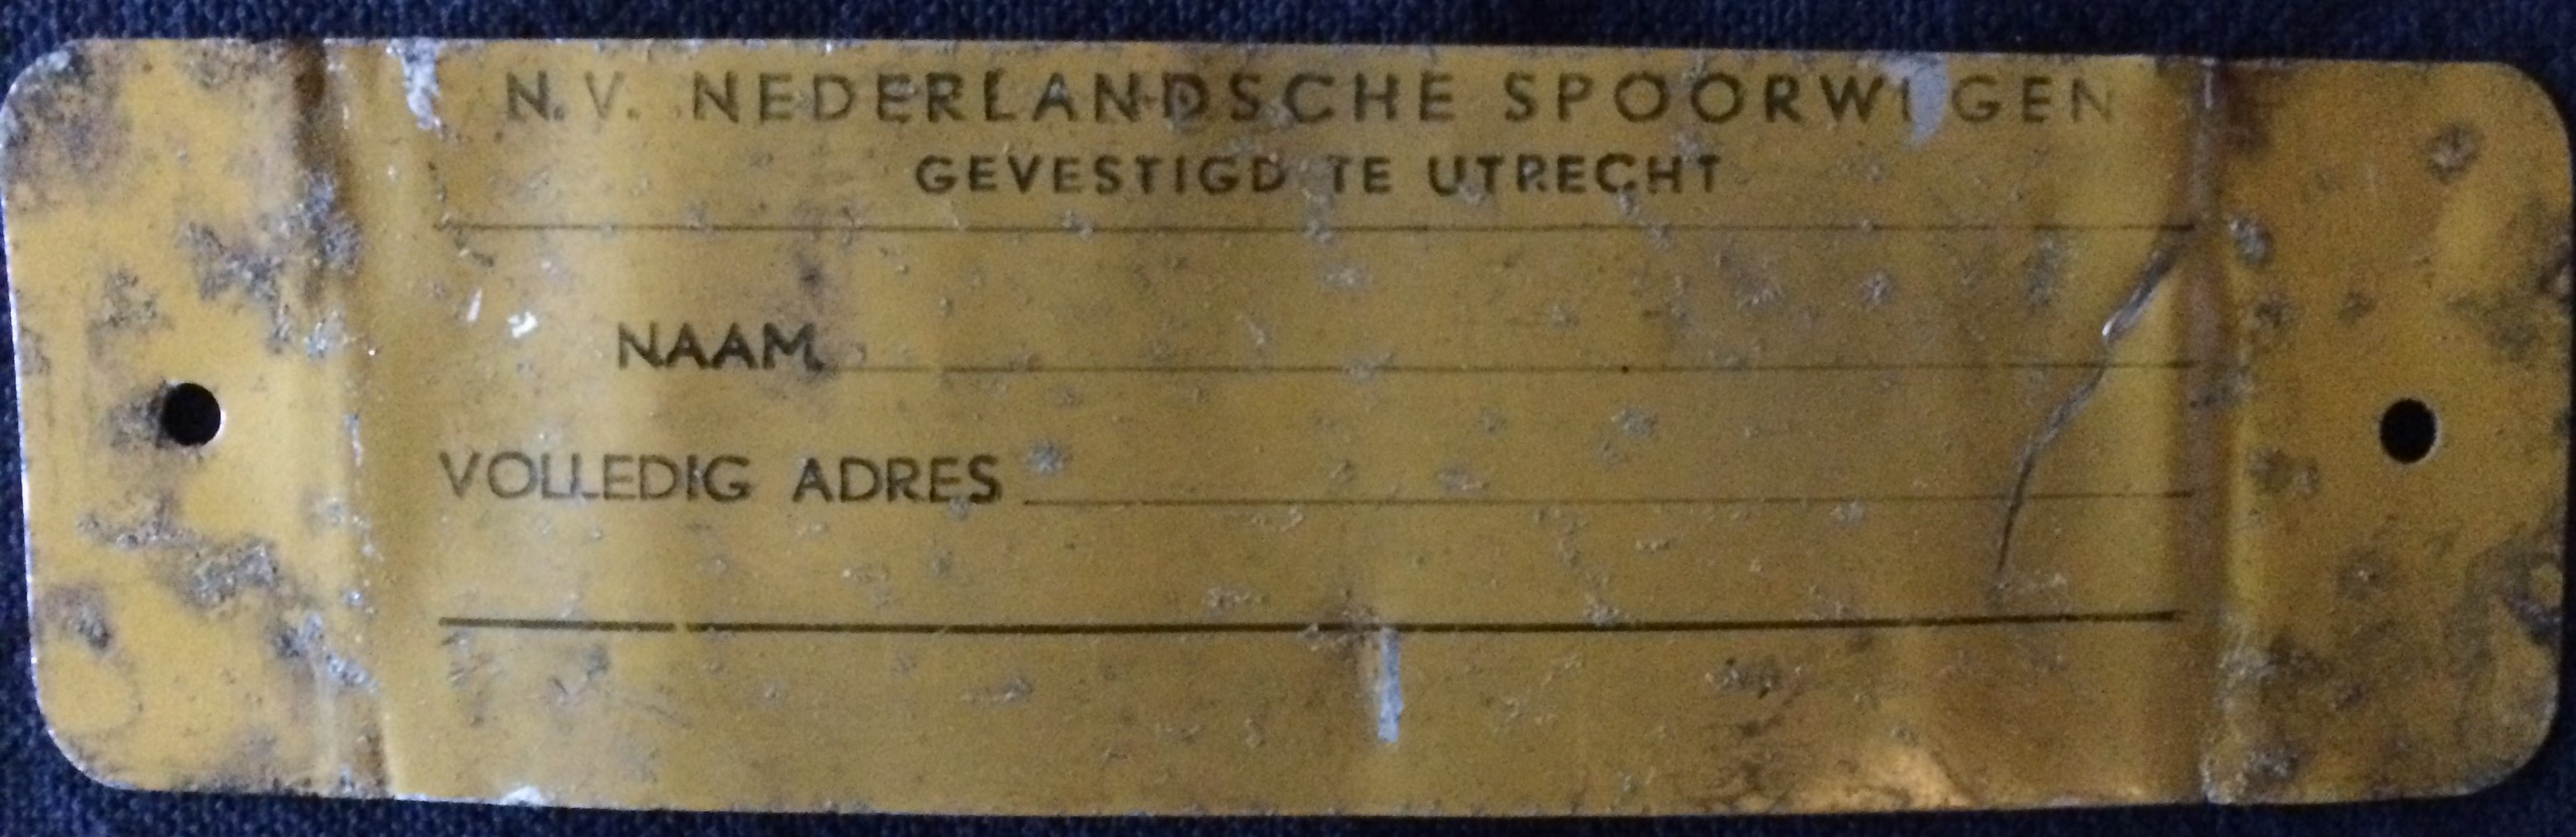 N.V. NEDERLANDSCHE SPOORWEGEN
GEVESTIGD TE UTRECHT
NAAM
VOLLEDIG ADRES